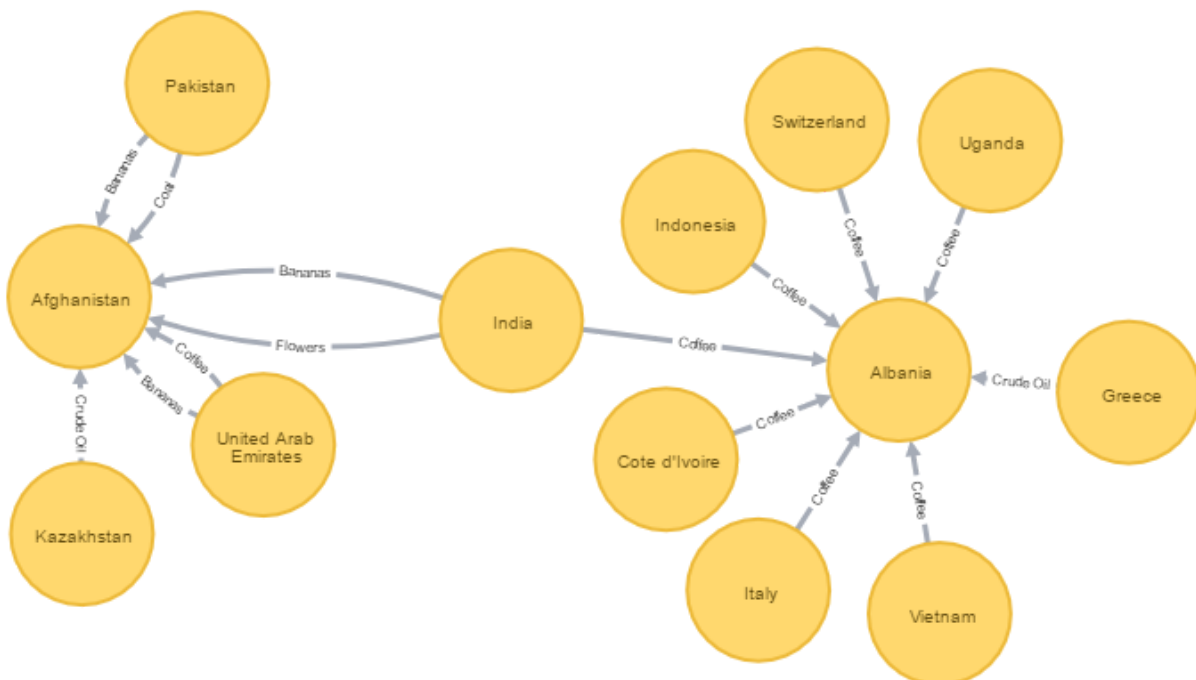 Pakistan
Switzerland
Uganda
Bananas
Coal
Indonesia
Coffee
Coffee
Bananas
Coffee
Afghanistan
India
Flowers
Coffee
Coffee
Albania
Crude Oil
Greece
Bananas
Crude Oil
Coffee
United Arab
Emirates
Cote d'Ivoire
Coffee
Coffee
Kazakhstan
Italy
Vietnam